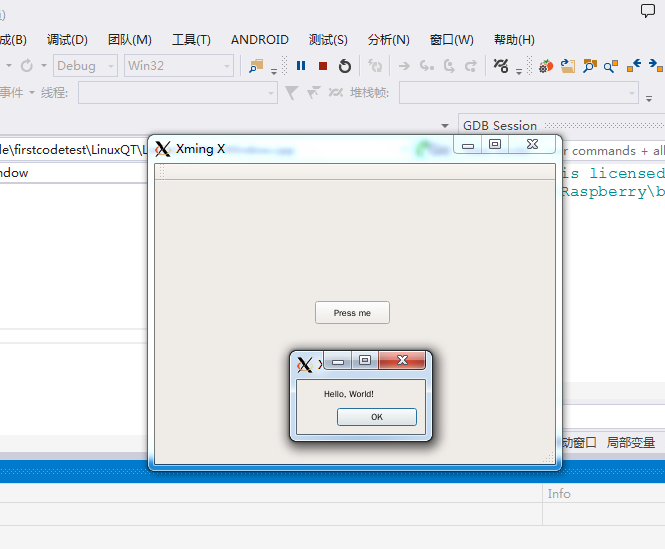 成(B) 调试(D) 团队(M) 工具(T) ANDROID 测试(S) 分析(N) 窗口(W) 帮助(H)
Debug Win32
事件 线程: 堆栈帧:
GDB Session
le\firstcodetest\LinuxQT\L
Xming X
r commands + all
ndow
is licensed
Raspberry\b
Press me
Hello, World!
OK
动窗口 局部变量
Info